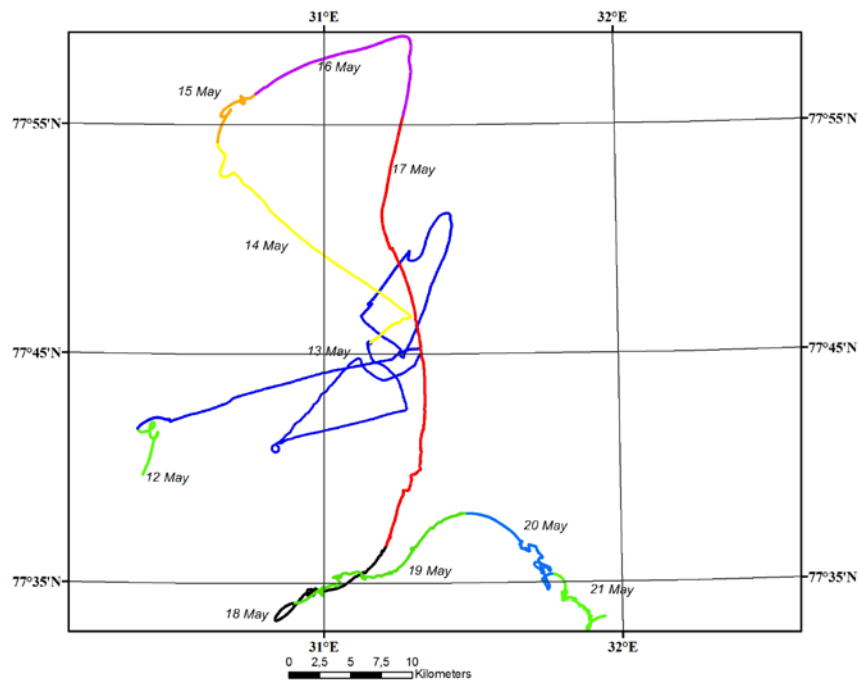 31°E 32°E
16 May
15 May
77°55'N 77°55'N
17 May
14 May
13 May
77°45'N 77°45'N
12 May
20 May
19 May
77°35'N 77°35'N
21 May
18 May
31°E 32°E
0 2,5 5 7,5 10
Kilometers